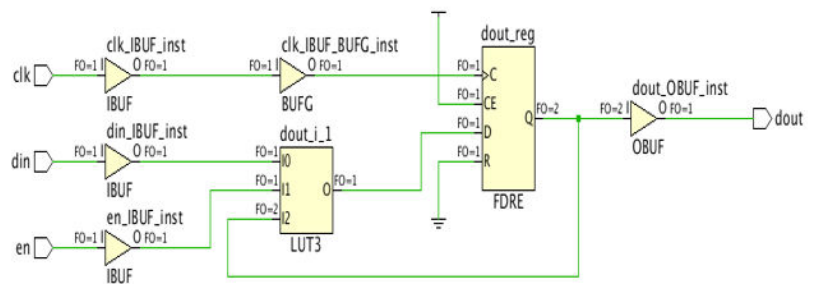 clk_IBUF_inst
clk_IBUF_BUFG_inst
dout_reg
clk
FO=1 I
O FO=1
IBUF
FO=1 I
O FO=1
BUFG
FO=1
C
FO=1
CE
FO=1
D
FO=1
R
FO=2
Q
FDRE
dout_OBUF_inst
FO=2 I
O FO=1
OBUF
dout
din_IBUF_inst
din
FO=1 I
O FO=1
IBUF
dout_i_1
FO=1
I0
FO=1
I1
FO=2
I2
FO=1
O
LUT3
en_IBUF_inst
en
FO=1 I
O FO=1
IBUF